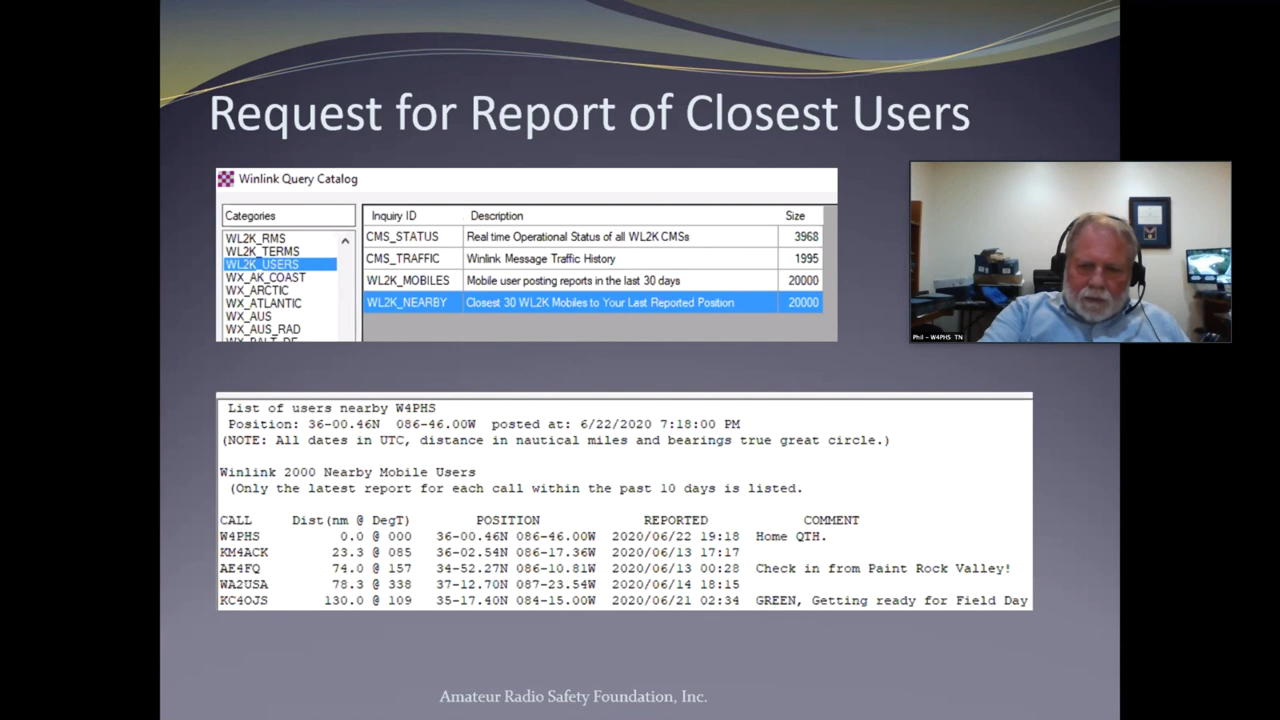 Request for Report of Closest Users
Winlink Query Catalog
Categories
WL2K_RMS
WL2K_TERMS
WL2K_USERS
WX_AK_COAST
WX_ARCTIC
WX_ATLANTIC
WX_AUS
WX_AUS_RAD
Inquiry ID Description Size
CMS_STATUS Real time Operational Status of all WL2K CMSs 3968
CMS_TRAFFIC Winlink Message Traffic History 1995
WL2K_MOBILES Mobile user posting reports in the last 30 days 20000
WL2K_NEARBY Closest 30 WL2K Mobiles to Your Last Reported Position 20000
Phil - W4PHS TN
List of users nearby W4PHS
Position: 36-00.46N 086-46.00W posted at: 6/22/2020 7:18:00 PM
(NOTE: All dates in UTC, distance in nautical miles and bearings true great circle.)
Winlink 2000 Nearby Mobile Users
(Only the latest report for each call within the past 10 days is listed.
CALL Dist(nm @ DegT) POSITION REPORTED COMMENT
W4PHS 0.0 @ 000 36-00.46N 086-46.00W 2020/06/22 19:18 Home QTH.
KM4ACK 23.3 @ 085 36-02.54N 086-17.36W 2020/06/13 17:17
AE4FQ 74.0 @ 157 34-52.27N 086-10.81W 2020/06/13 00:28 Check in from Paint Rock Valley!
WA2USA 78.3 @ 338 37-12.70N 087-23.54W 2020/06/14 18:15
KC4OJS 130.0 @ 109 35-17.40N 084-15.00W 2020/06/21 02:34 GREEN, Getting ready for Field Day
Amateur Radio Safety Foundation, Inc.